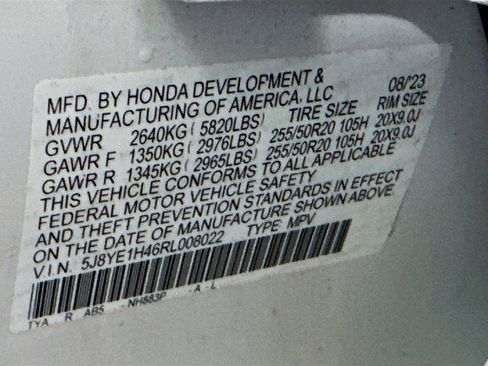 MFD. BY HONDA DEVELOPMENT & 08/'23
MANUFACTURING OF AMERICA, LLC
GVWR 2640KG (5820LBS) TIRE SIZE RIM SIZE
GAWR F 1350KG (2976LBS) 255/50R20 105H 20X9.0J
GAWR R 1345KG (2965LBS) 255/50R20 105H 20X9.0J
THIS VEHICLE CONFORMS TO ALL APPLICABLE
FEDERAL MOTOR VEHICLE SAFETY
AND THEFT PREVENTION STANDARDS IN EFFECT
ON THE DATE OF MANUFACTURE SHOWN ABOVE.
V.I.N. 5J8YE1H46RL008022 TYPE: MPV
TYA R AB5 NH883P A - L